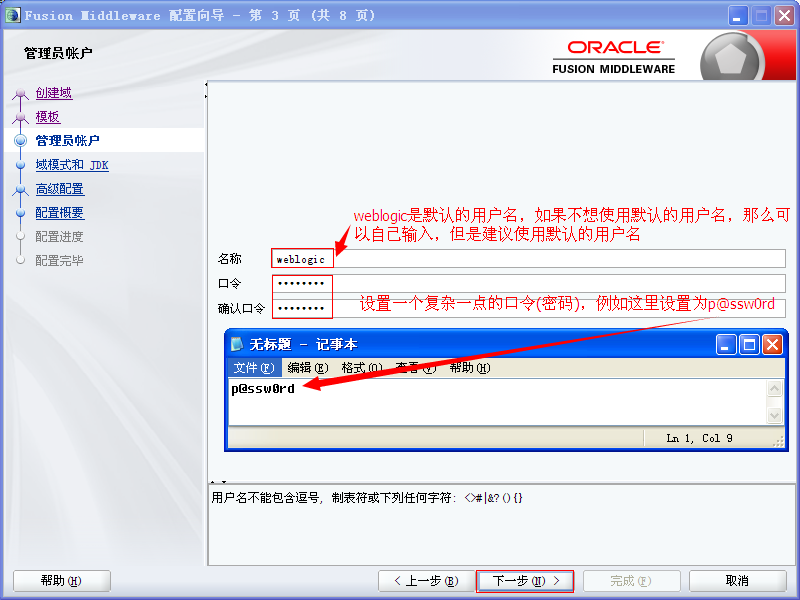 Fusion Middleware 配置向导 - 第 3 页 (共 8 页)
管理员帐户
ORACLE
FUSION MIDDLEWARE
创建域
模板
管理员帐户
域模式和 JDK
高级配置
配置概要
配置进度
配置完毕
weblogic是默认的用户名，如果不想使用默认的用户名，那么可
以自己输入，但是建议使用默认的用户名
名称 weblogic
口令 ••••••••
确认口令 ••••••••
设置一个复杂一点的口令(密码)，例如这里设置为p@ssw0rd
无标题 - 记事本
文件(F) 编辑(E) 格式(O) 查看(V) 帮助(H)
p@ssw0rd
Ln 1, Col 9
用户名不能包含逗号, 制表符或下列任何字符: <>#|&?(){}
帮助(H) <上一步(B) 下一步(N)> 完成(F) 取消